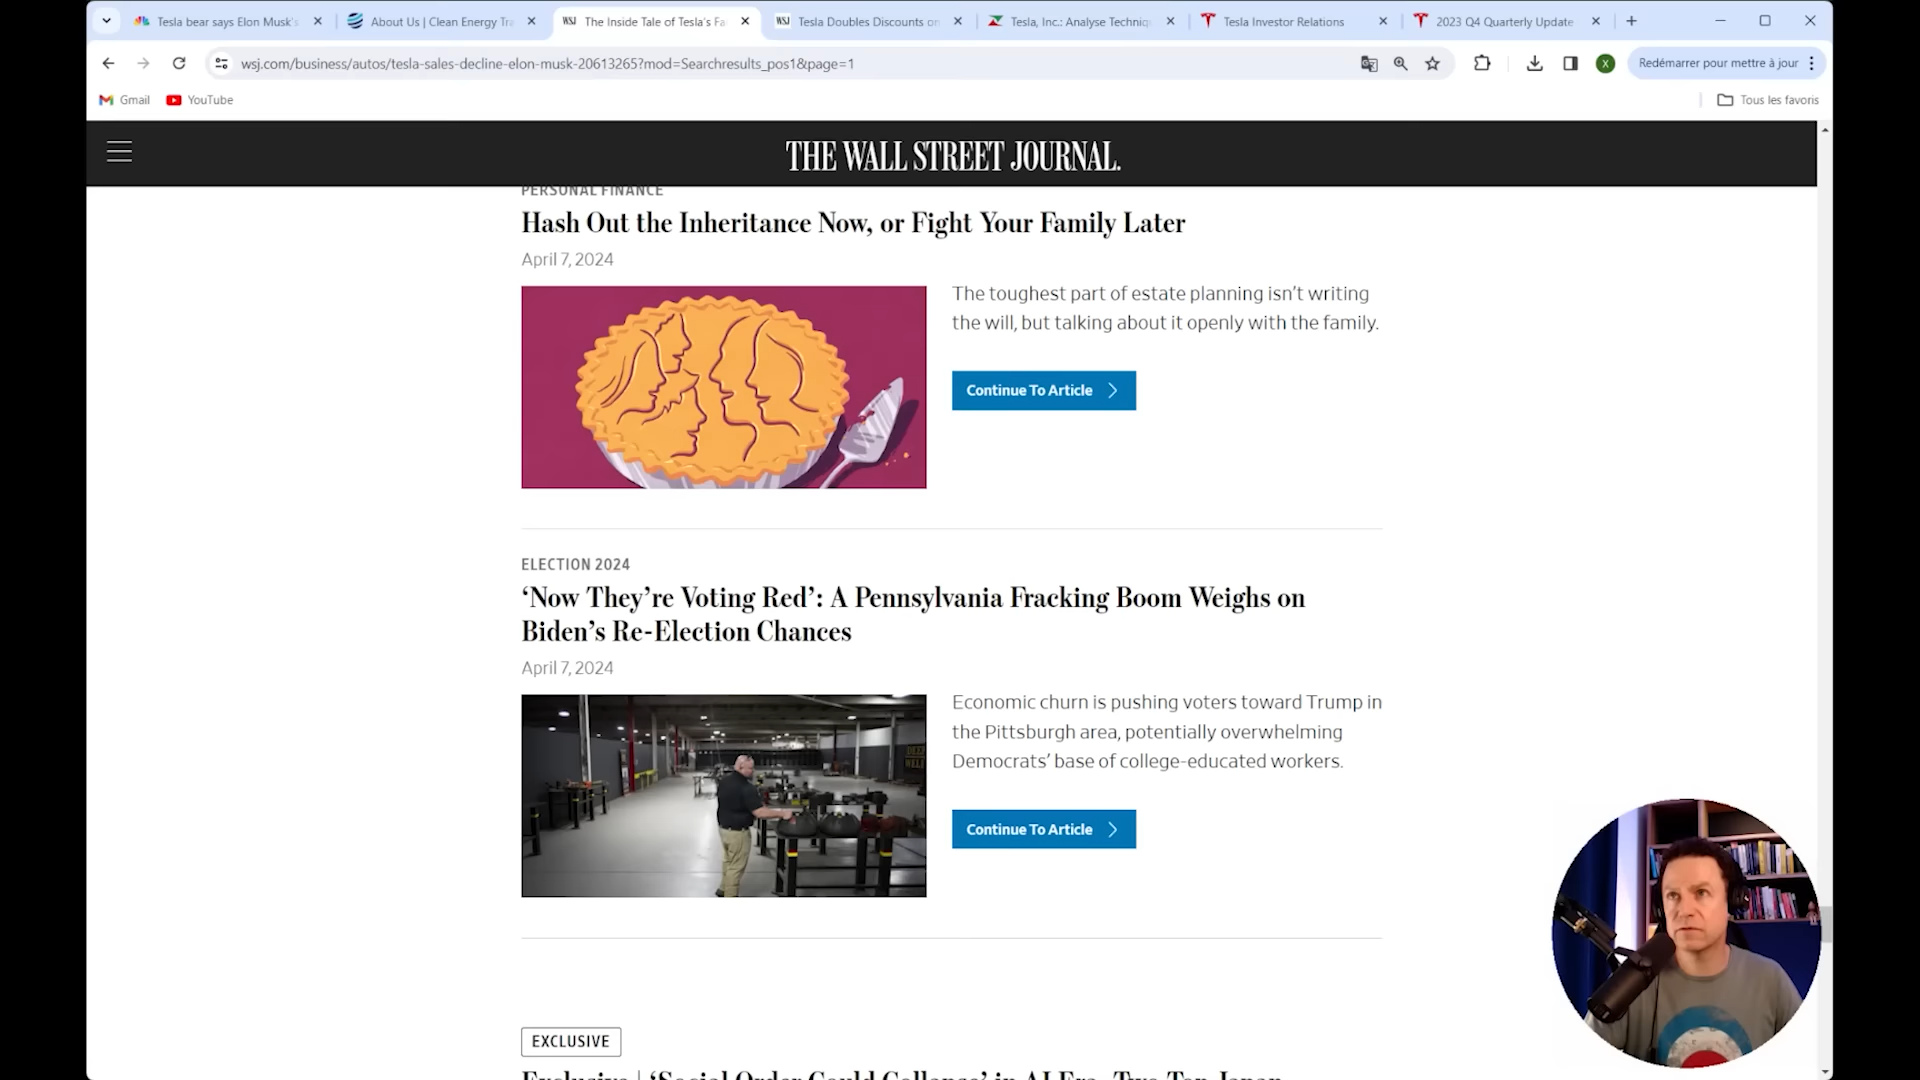 Tesla bear says Elon Musk's
About Us | Clean Energy Tra
The Inside Tale of Tesla's Fa
Tesla Doubles Discounts on
Tesla, Inc.: Analyse Techniq
Tesla Investor Relations
2023 Q4 Quarterly Update
wsj.com/business/autos/tesla-sales-decline-elon-musk-20613265?mod=Searchresults_pos1&page=1
X
Redémarrer pour mettre à jour
Gmail
YouTube
Tous les favoris
THE WALL STREET JOURNAL.
PERSONAL FINANCE
Hash Out the Inheritance Now, or Fight Your Family Later
April 7, 2024
The toughest part of estate planning isn't writing
the will, but talking about it openly with the family.
Continue To Article
ELECTION 2024
‘Now They're Voting Red’: A Pennsylvania Fracking Boom Weighs on
Biden's Re-Election Chances
April 7, 2024
Economic churn is pushing voters toward Trump in
the Pittsburgh area, potentially overwhelming
Democrats' base of college-educated workers.
Continue To Article
EXCLUSIVE
Exclusive | ‘Social Order Could Collapse’ in AI Era, Two Top Japan